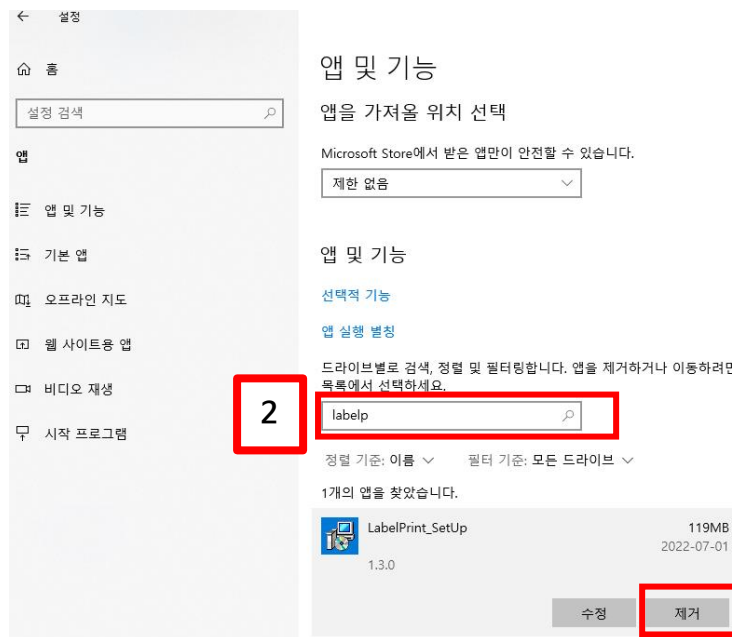 ← 설정
홈
설정 검색
앱
앱 및 기능
기본 앱
오프라인 지도
웹 사이트용 앱
비디오 재생
시작 프로그램
앱 및 기능
앱을 가져올 위치 선택
Microsoft Store에서 받은 앱만이 안전할 수 있습니다.
제한 없음
앱 및 기능
선택적 기능
앱 실행 별칭
드라이브별로 검색, 정렬 및 필터링합니다. 앱을 제거하거나 이동하려면
목록에서 선택하세요.
2
labelp
정렬 기준: 이름 필터 기준: 모든 드라이브
1개의 앱을 찾았습니다.
LabelPrint_SetUp 119MB
2022-07-01
1.3.0
수정 제거